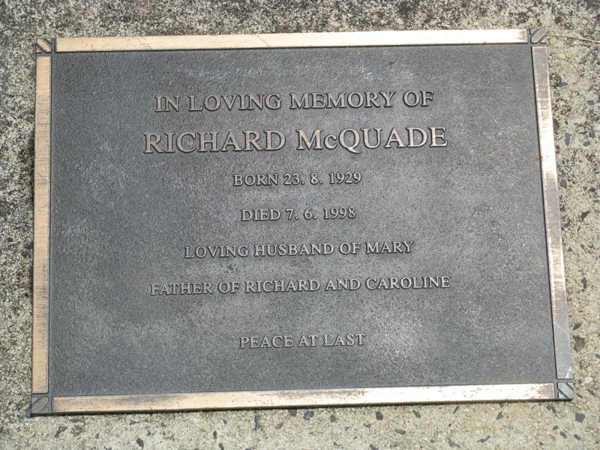 IN LOVING MEMORY OF
RICHARD McQUADE
BORN 23. 8. 1929
DIED 7. 6. 1998
LOVING HUSBAND OF MARY
FATHER OF RICHARD AND CAROLINE
PEACE AT LAST